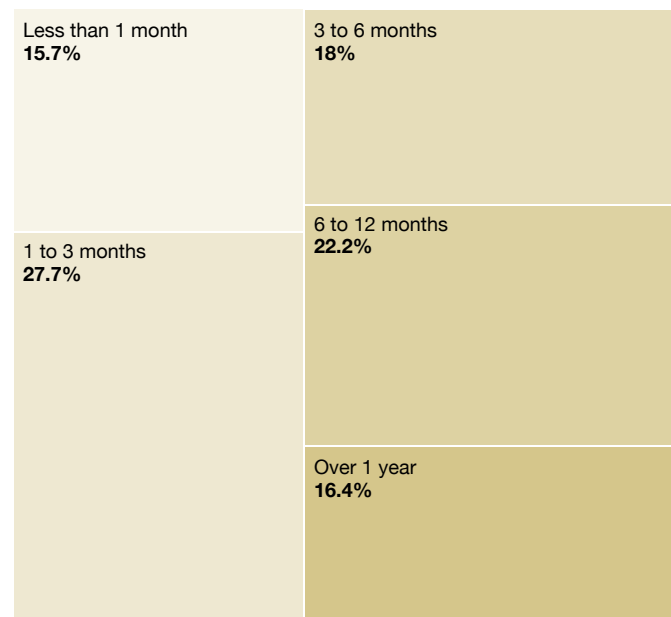 Less than 1 month
15.7%
1 to 3 months
27.7%
3 to 6 months
18%
6 to 12 months
22.2%
Over 1 year
16.4%